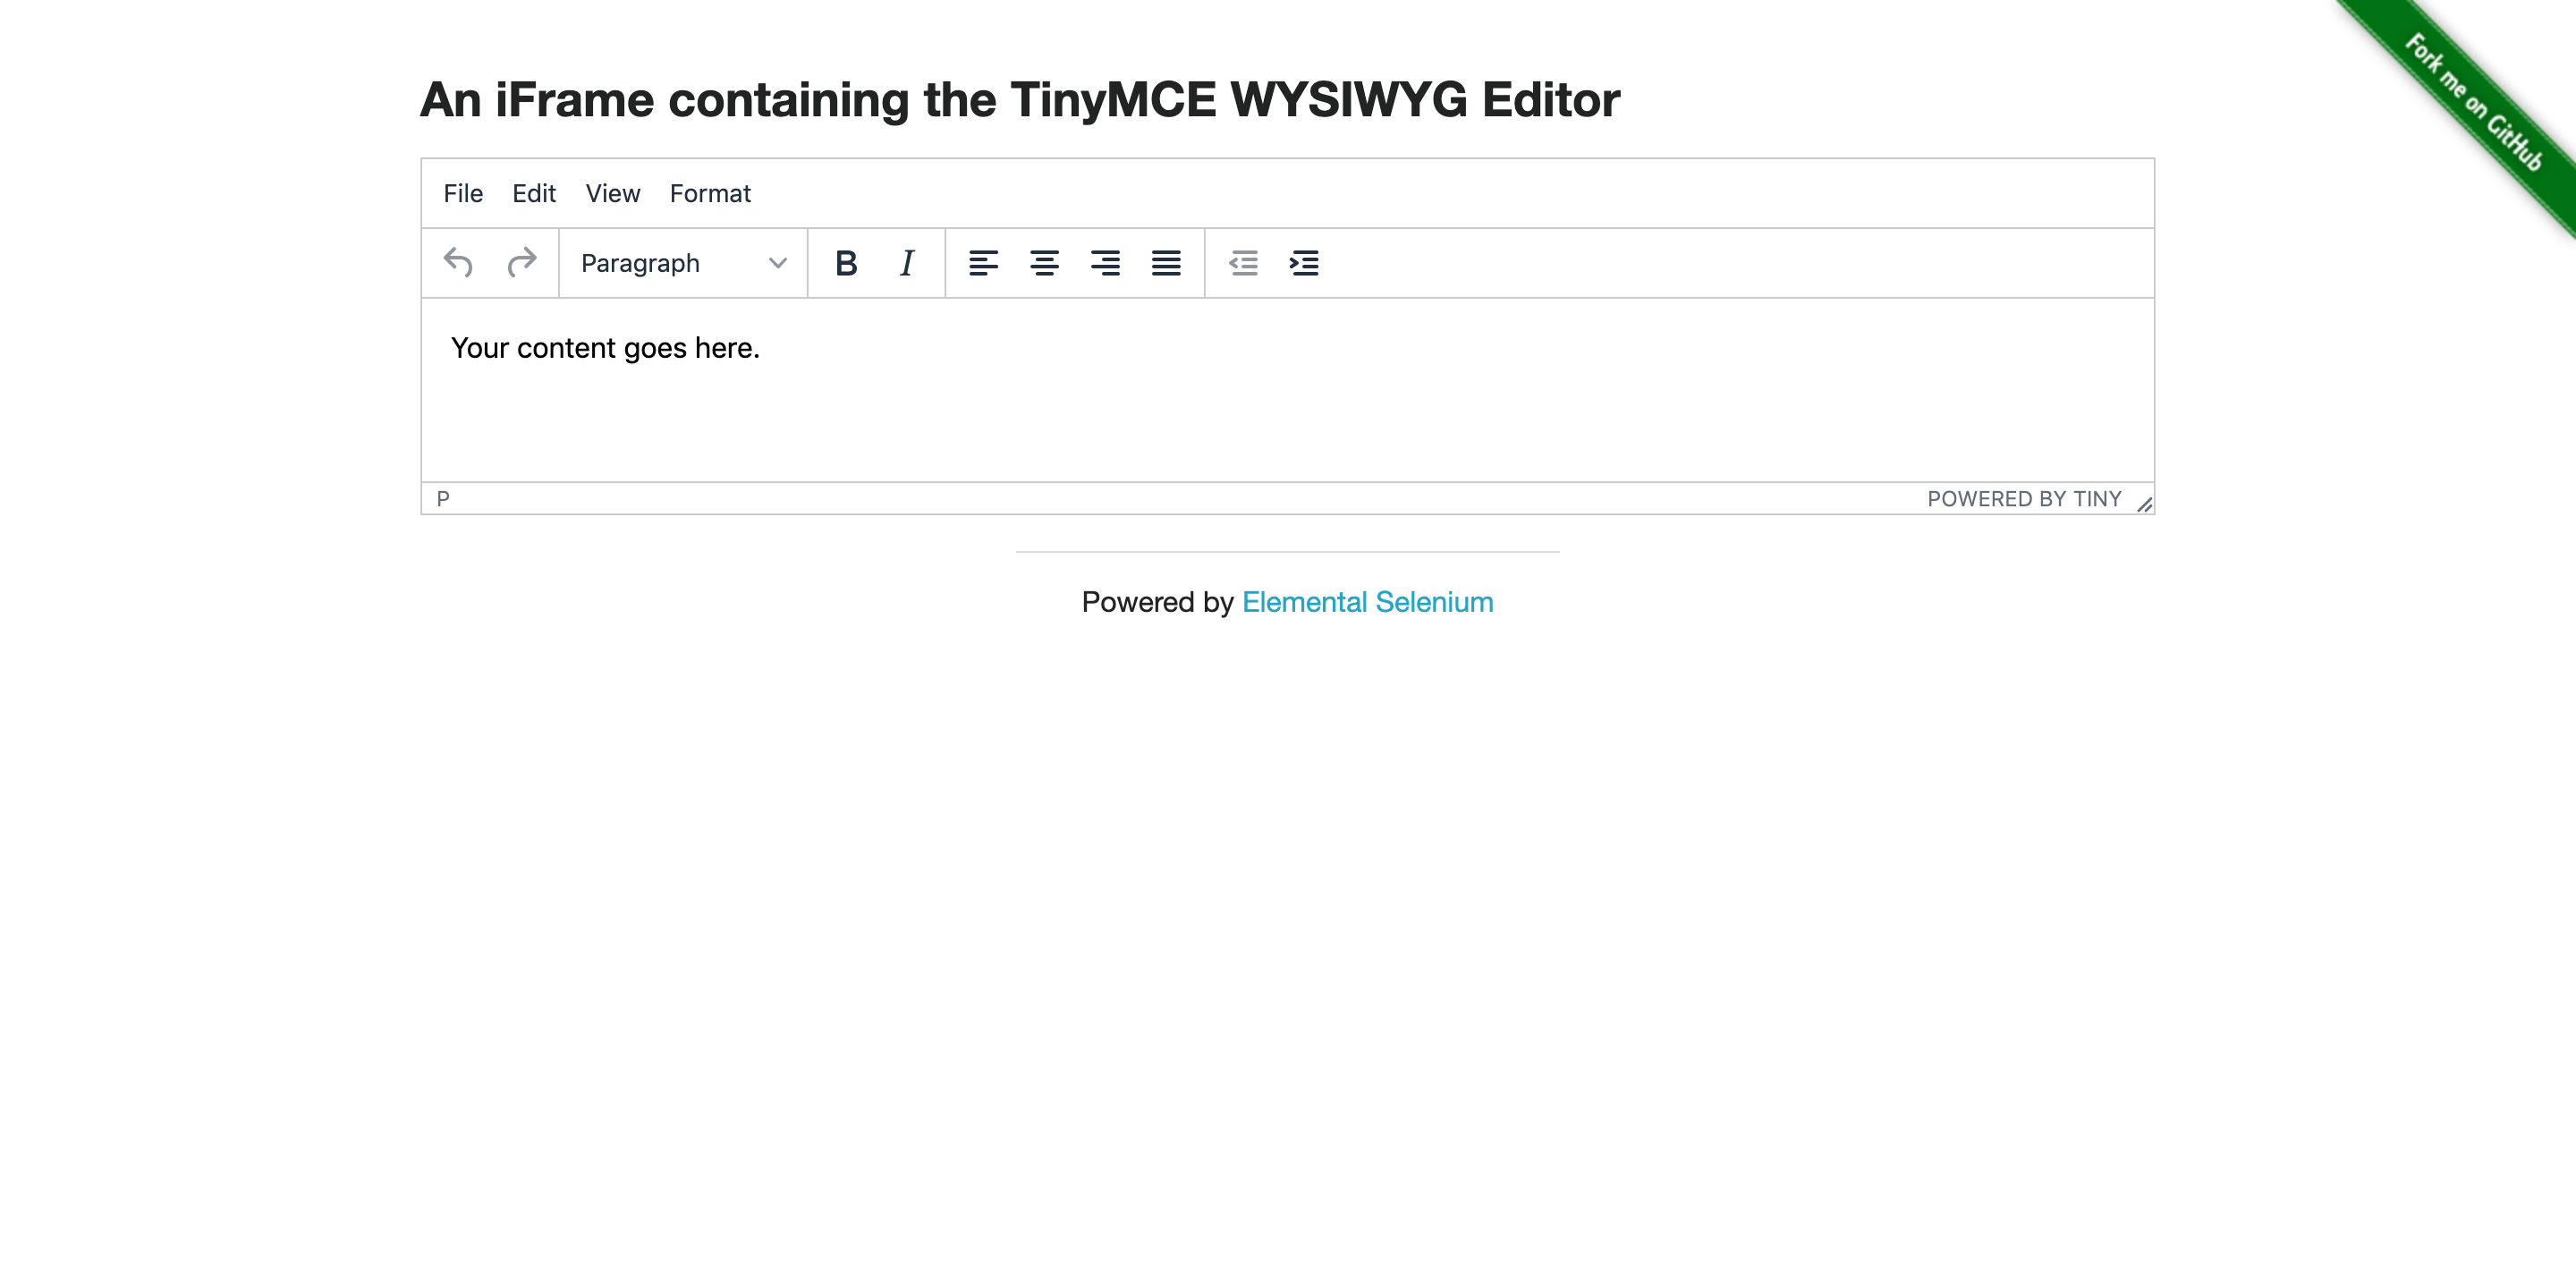 Fork me on GitHub
An iFrame containing the TinyMCE WYSIWYG Editor
File Edit View Format
Paragraph B I
Your content goes here.
P POWERED BY TINY
Powered by Elemental Selenium